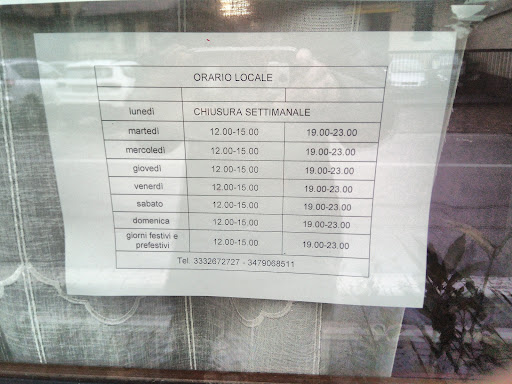 ORARIO LOCALE
lunedì CHIUSURA SETTIMANALE
martedì 12.00-15.00 19.00-23.00
mercoledì 12.00-15.00 19.00-23.00
giovedì 12.00-15.00 19.00-23.00
venerdì 12.00-15.00 19.00-23.00
sabato 12.00-15.00 19.00-23.00
domenica 12.00-15.00 19.00-23.00
giorni festivi e
prefestivi 12.00-15.00 19.00-23.00
Tel. 3332672727 - 3479068511